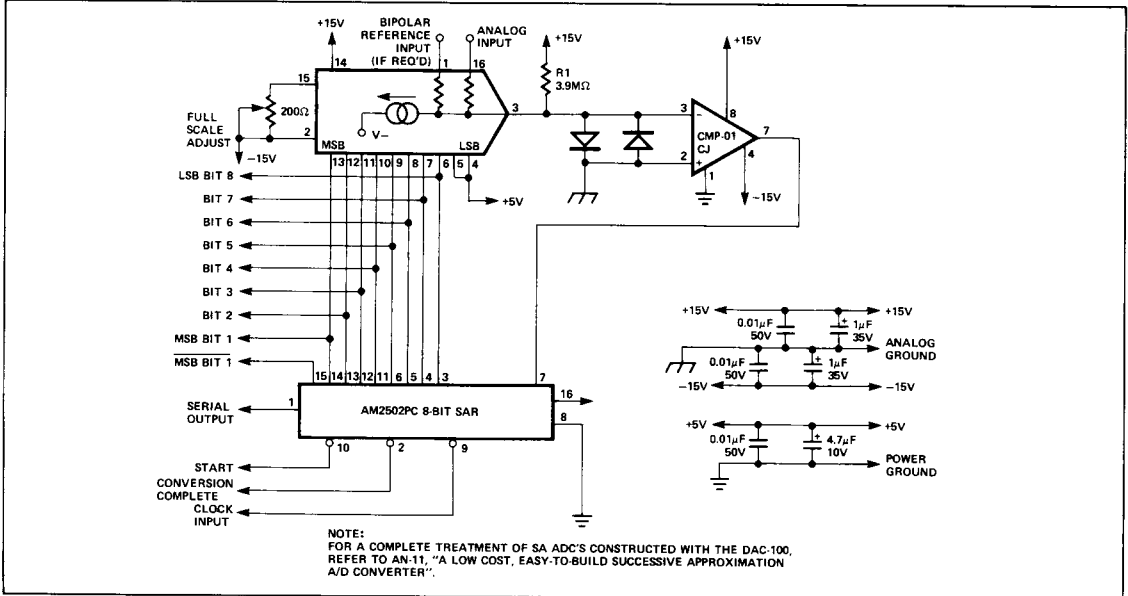 +15V
BIPOLAR
REFERENCE
INPUT
(IF REQ'D)
ANALOG
INPUT
+15V
+15V
14
1
16
R1
3.9MΩ
15
200Ω
3
3
8
7
FULL
SCALE
ADJUST
2
V−
−
CMP-01
CJ
+
2
4
1
−15V
MSB
LSB
−15V
13 12 11 10 9 8 7 6 5 4
LSB BIT 8
+5V
BIT 7
BIT 6
BIT 5
BIT 4
BIT 3
BIT 2
MSB BIT 1
MSB BIT 1
+15V
+15V
0.01µF
50V
+
1µF
35V
ANALOG
GROUND
0.01µF
50V
+
1µF
35V
−15V
−15V
15 14 13 12 11 6 5 4 3
7
16
SERIAL
OUTPUT
1
AM2502PC 8-BIT SAR
8
+5V
+5V
0.01µF
50V
+
4.7µF
10V
POWER
GROUND
10
2
9
START
CONVERSION
COMPLETE
CLOCK
INPUT
NOTE:
FOR A COMPLETE TREATMENT OF SA ADC'S CONSTRUCTED WITH THE DAC-100,
REFER TO AN-11, "A LOW COST, EASY-TO-BUILD SUCCESSIVE APPROXIMATION
A/D CONVERTER".